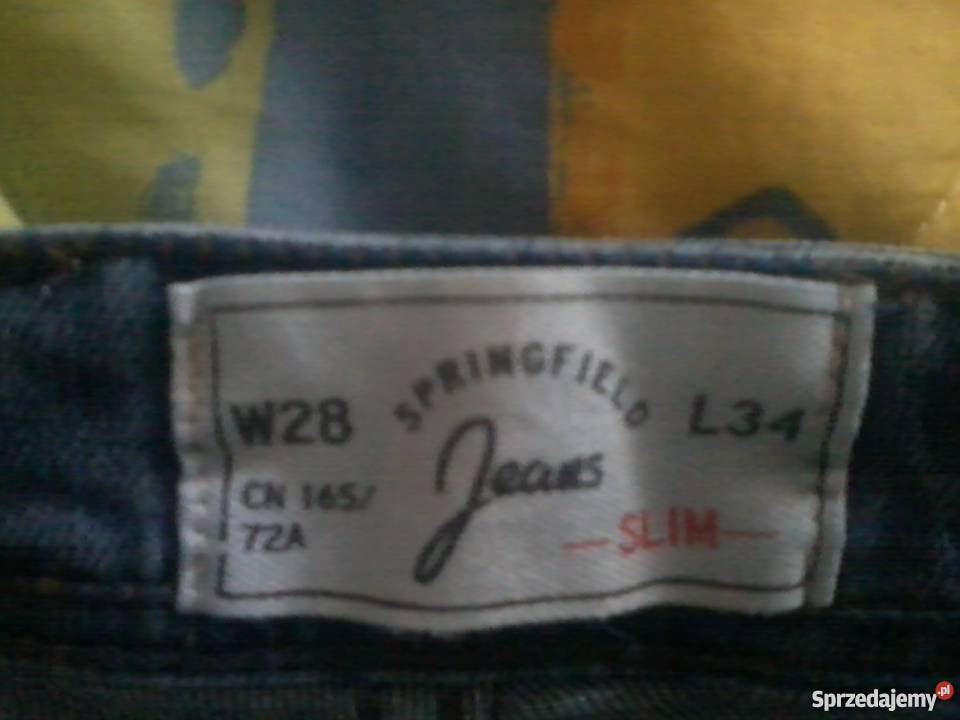 SPRINGFIELD
W28
L34
Jeans
CN 165/
72A
—SLIM—
Sprzedajemy.pl